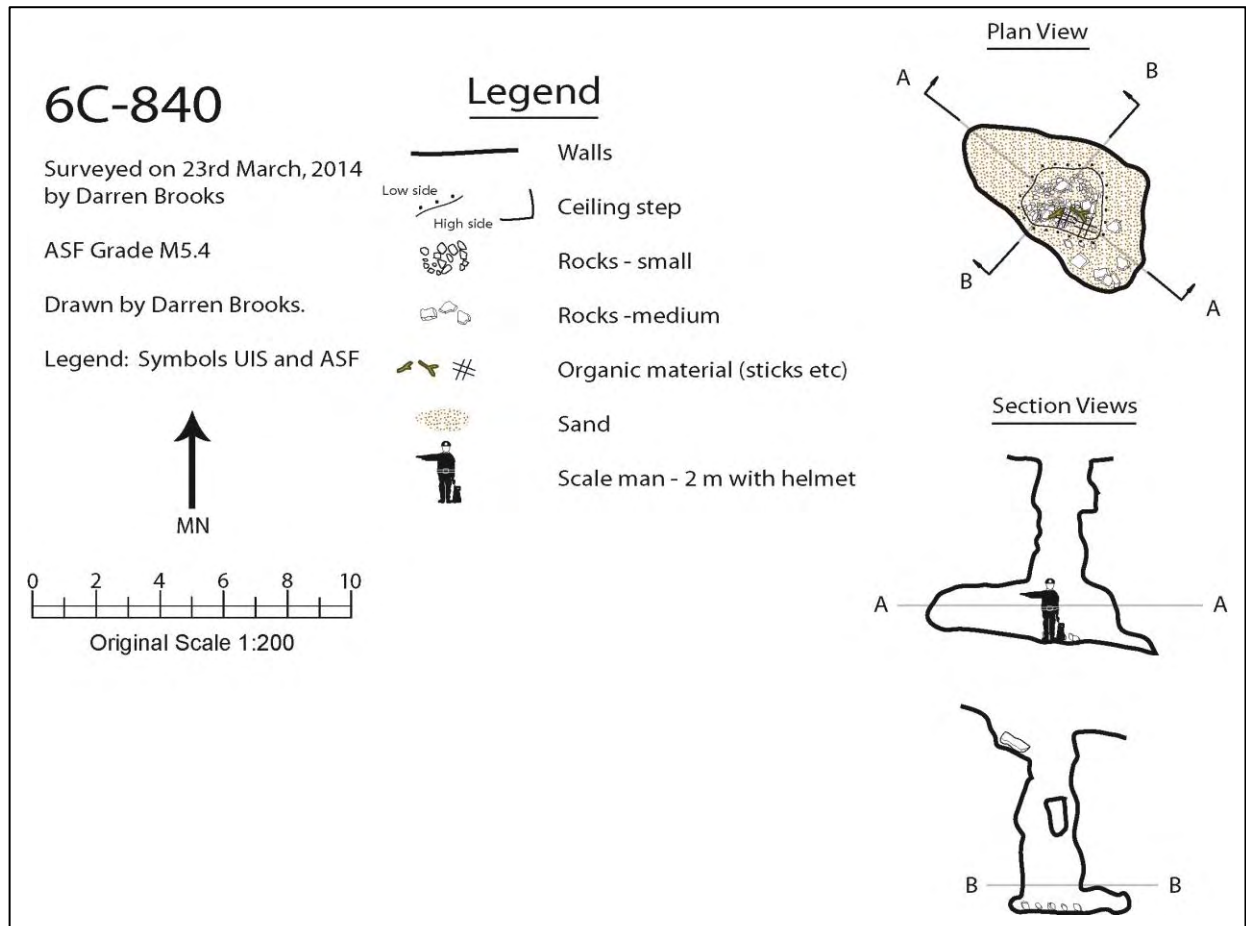 6C-840
Surveyed on 23rd March, 2014
by Darren Brooks
ASF Grade M5.4
Drawn by Darren Brooks.
Legend: Symbols UIS and ASF
MN
0 2 4 6 8 10
Original Scale 1:200
Legend
Walls
Low side
High side
Ceiling step
Rocks - small
Rocks -medium
Organic material (sticks etc)
Sand
Scale man - 2 m with helmet
Plan View
A
B
B
A
Section Views
A A
B B